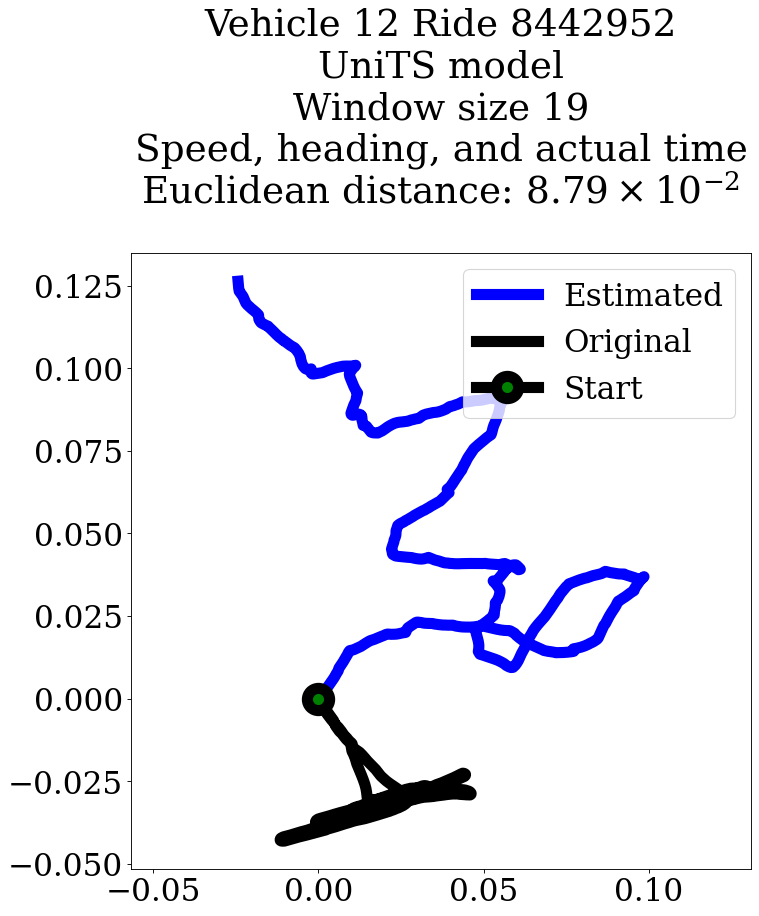 Vehicle 12 Ride 8442952
UniTS model
Window size 19
Speed, heading, and actual time
Euclidean distance: 8.79 × 10⁻²
0.125
0.100
0.075
0.050
0.025
0.000
−0.025
−0.050
Estimated
Original
Start
−0.05
0.00
0.05
0.10